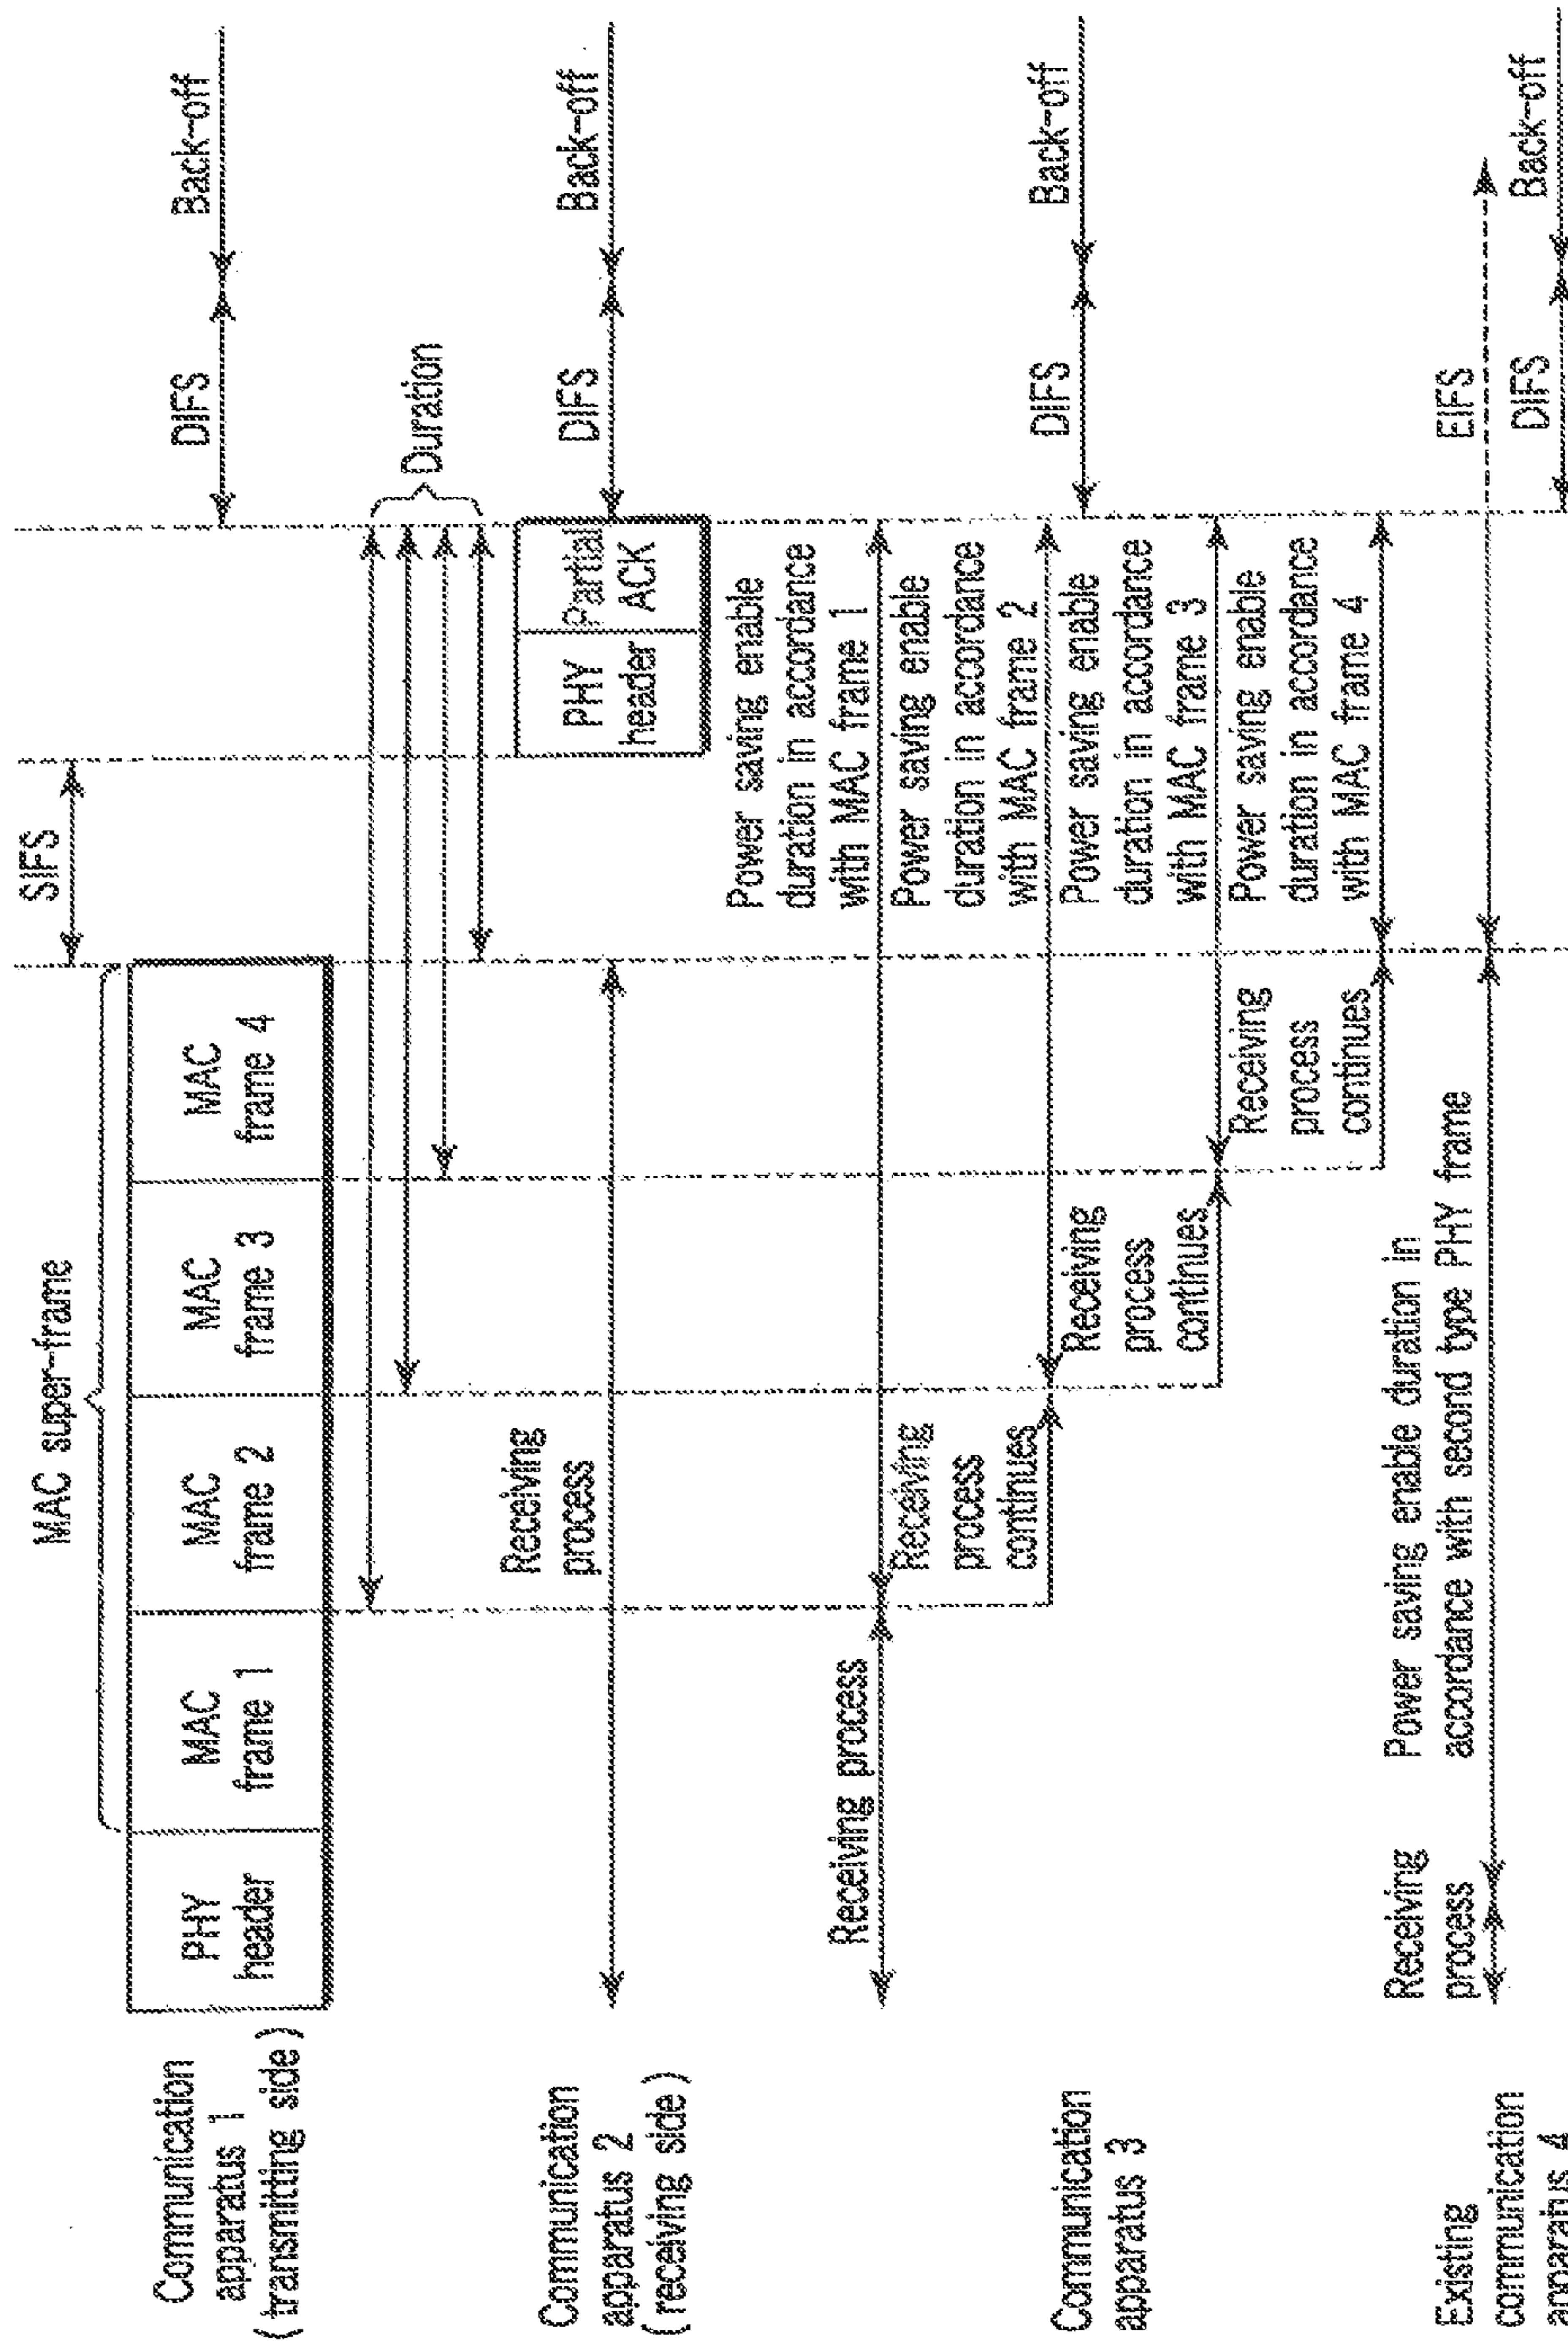 SIFS
MAC super-frame
Communication
apparatus 1
( transmitting side )
PHY
header
MAC
frame 1
MAC
frame 2
MAC
frame 3
MAC
frame 4
DIFS
Back-off
Duration
Communication
apparatus 2
( receiving side )
Receiving
process
PHY
header
Partial
ACK
DIFS
Back-off
Communication
apparatus 3
Receiving process
Power saving enable
duration in accordance
with MAC frame 1
Receiving
process
continues
Power saving enable
duration in accordance
with MAC frame 2
Receiving
process
continues
Power saving enable
duration in accordance
with MAC frame 3
Receiving
process
continues
Power saving enable
duration in accordance
with MAC frame 4
DIFS
Back-off
Existing
communication
apparatus 4
Receiving
process
Power saving enable duration in
accordance with second type PHY frame
EIFS
DIFS
Back-off